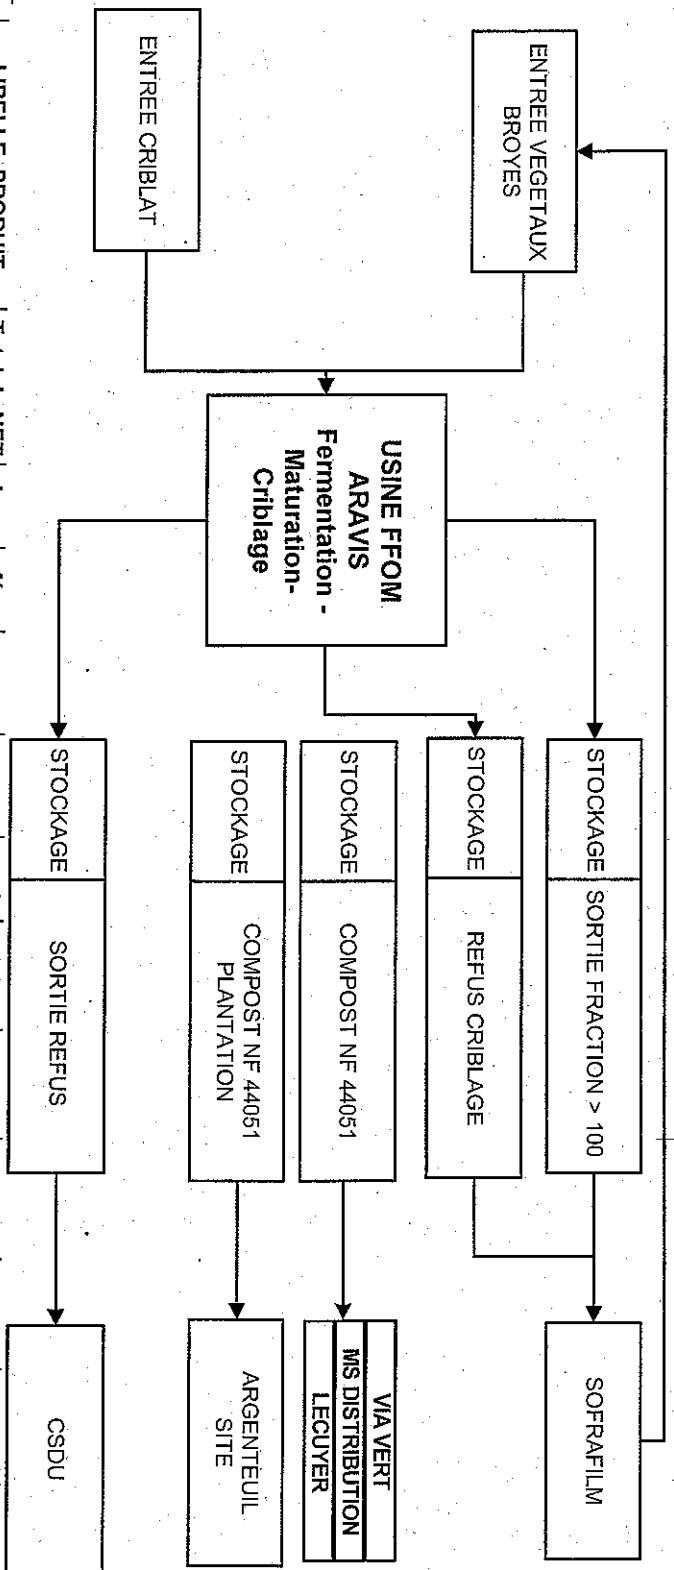 ENTREE VEGETAUX
BROYES
ENTREE CRIBLAT
USINE FFOM
ARAVIS
Fermentation -
Maturation-
Criblage
STOCKAGE
SORTIE FRACTION > 100
SOFRAFILM
STOCKAGE
REFUS CRIBLAGE
STOCKAGE
COMPOST NF 44051
VIA VERT
MS DISTRIBUTION
LECUYER
STOCKAGE
COMPOST NF 44051
PLANTATION
ARGENTEUIL
SITE
STOCKAGE
SORTIE REFUS
CSDU
LIBELLE PRODUIT